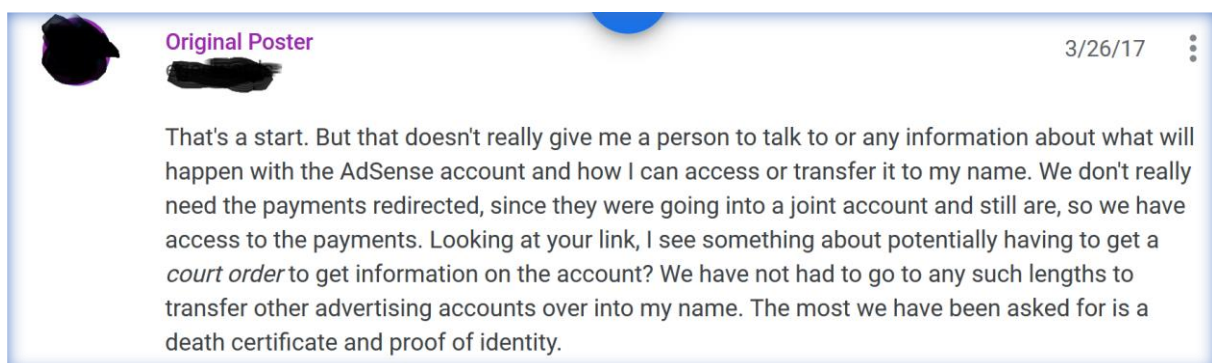 Original Poster
3/26/17
That's a start. But that doesn't really give me a person to talk to or any information about what will
happen with the AdSense account and how I can access or transfer it to my name. We don't really
need the payments redirected, since they were going into a joint account and still are, so we have
access to the payments. Looking at your link, I see something about potentially having to get a
court order to get information on the account? We have not had to go to any such lengths to
transfer other advertising accounts over into my name. The most we have been asked for is a
death certificate and proof of identity.